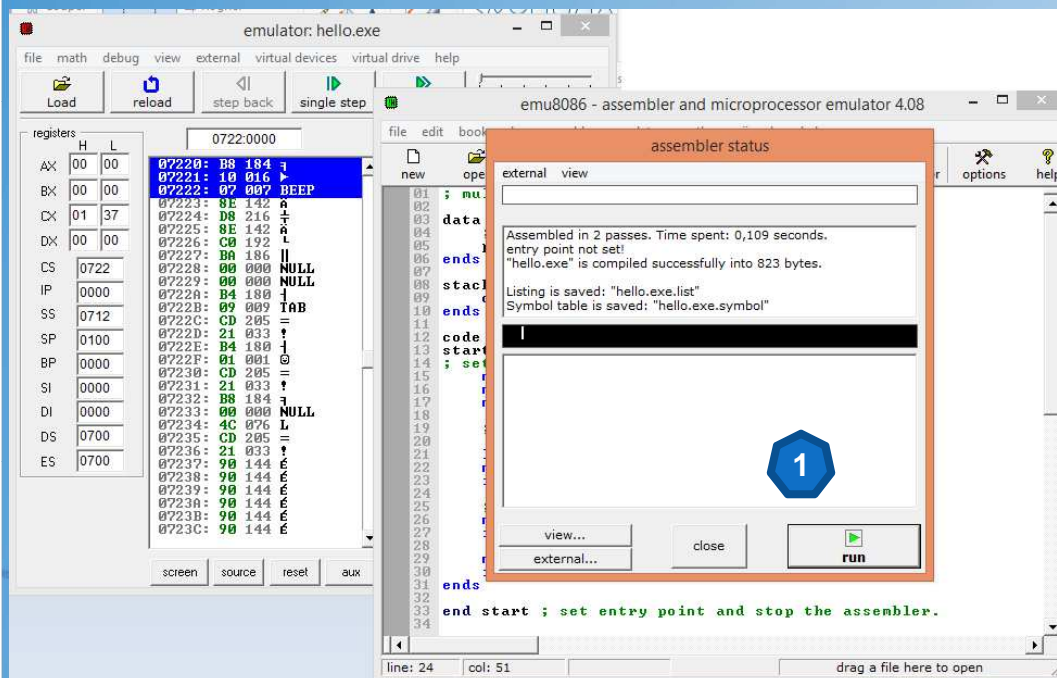 emulator: hello.exe
file math debug view external virtual devices virtual drive help
Load reload step back single step
registers
H L
0722:0000
AX 00 00
BX 00 00
CX 01 37
DX 00 00
CS 0722
IP 0000
SS 0712
SP 0100
BP 0000
SI 0000
DI 0000
DS 0700
ES 0700
07220: B8 184 ╕
07221: 10 016 ►
07222: 07 007 BEEP
07223: 8E 142 Ä
07224: D8 216 ╪
07225: 8E 142 Ä
07226: C0 192 └
07227: BA 186 ║
07228: 00 000 NULL
07229: 00 000 NULL
0722A: B4 180 ┤
0722B: 09 009 TAB
0722C: CD 205 =
0722D: 21 033 !
0722E: B4 180 ┤
0722F: 01 001 ☺
07230: CD 205 =
07231: 21 033 !
07232: B8 184 ╕
07233: 00 000 NULL
07234: 4C 076 L
07235: CD 205 =
07236: 21 033 !
07237: 90 144 É
07238: 90 144 É
07239: 90 144 É
0723A: 90 144 É
0723B: 90 144 É
0723C: 90 144 É
screen source reset aux
emu8086 - assembler and microprocessor emulator 4.08
file edit
new options help
01 ;
02
03 data
04
05
06 ends
07
08
09
10 ends
11
12 code
13
14 ;
15
16
17
18
19
20
21
22
23
24
25
26
27
28
29
30
31 ends
32
33 end start ; set entry point and stop the assembler.
34
line: 24 col: 51 drag a file here to open
assembler status
external view
Assembled in 2 passes. Time spent: 0,109 seconds.
entry point not set!
"hello.exe" is compiled successfully into 823 bytes.
Listing is saved: "hello.exe.list"
Symbol table is saved: "hello.exe.symbol"
1
view...
external...
close
run